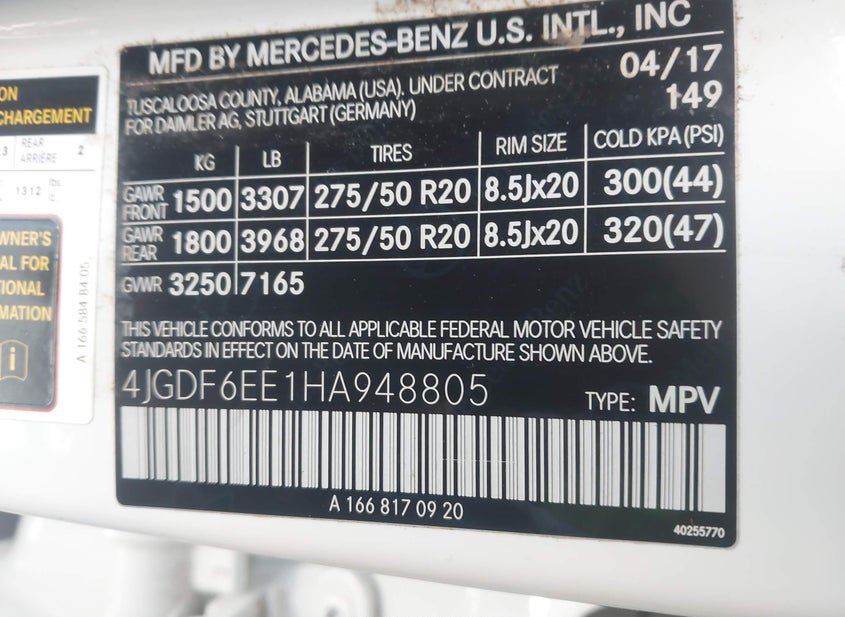 MFD BY MERCEDES-BENZ U.S. INTL., INC
TUSCALOOSA COUNTY, ALABAMA (USA). UNDER CONTRACT
FOR DAIMLER AG, STUTTGART (GERMANY)
04/17
149
KG LB TIRES RIM SIZE COLD KPA (PSI)
GAWR FRONT 1500 3307 275/50 R20 8.5Jx20 300(44)
GAWR REAR 1800 3968 275/50 R20 8.5Jx20 320(47)
GVWR 3250 7165
THIS VEHICLE CONFORMS TO ALL APPLICABLE FEDERAL MOTOR VEHICLE SAFETY
STANDARDS IN EFFECT ON THE DATE OF MANUFACTURE SHOWN ABOVE.
4JGDF6EE1HA948805 TYPE: MPV
A 166 817 09 20
40255770
ON
CHARGEMENT
3 REAR 2
ARRIÈRE
1312 lbs.
WNER'S
AL FOR
TIONAL
MATION
i
A 166 584 84 05